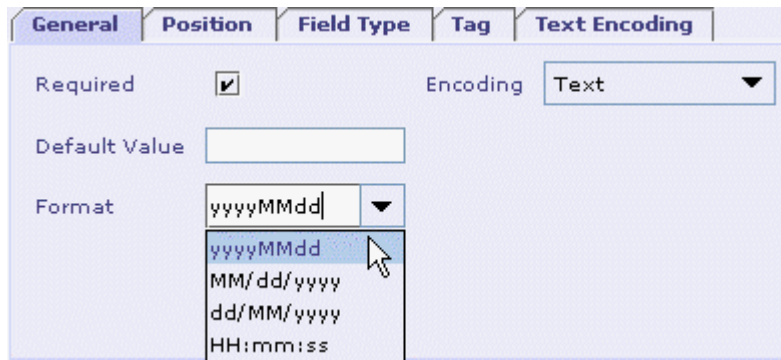 General Position Field Type Tag Text Encoding
Required Encoding Text
Default Value
Format yyyyMMdd
yyyyMMdd
MM/dd/yyyy
dd/MM/yyyy
HH:mm:ss